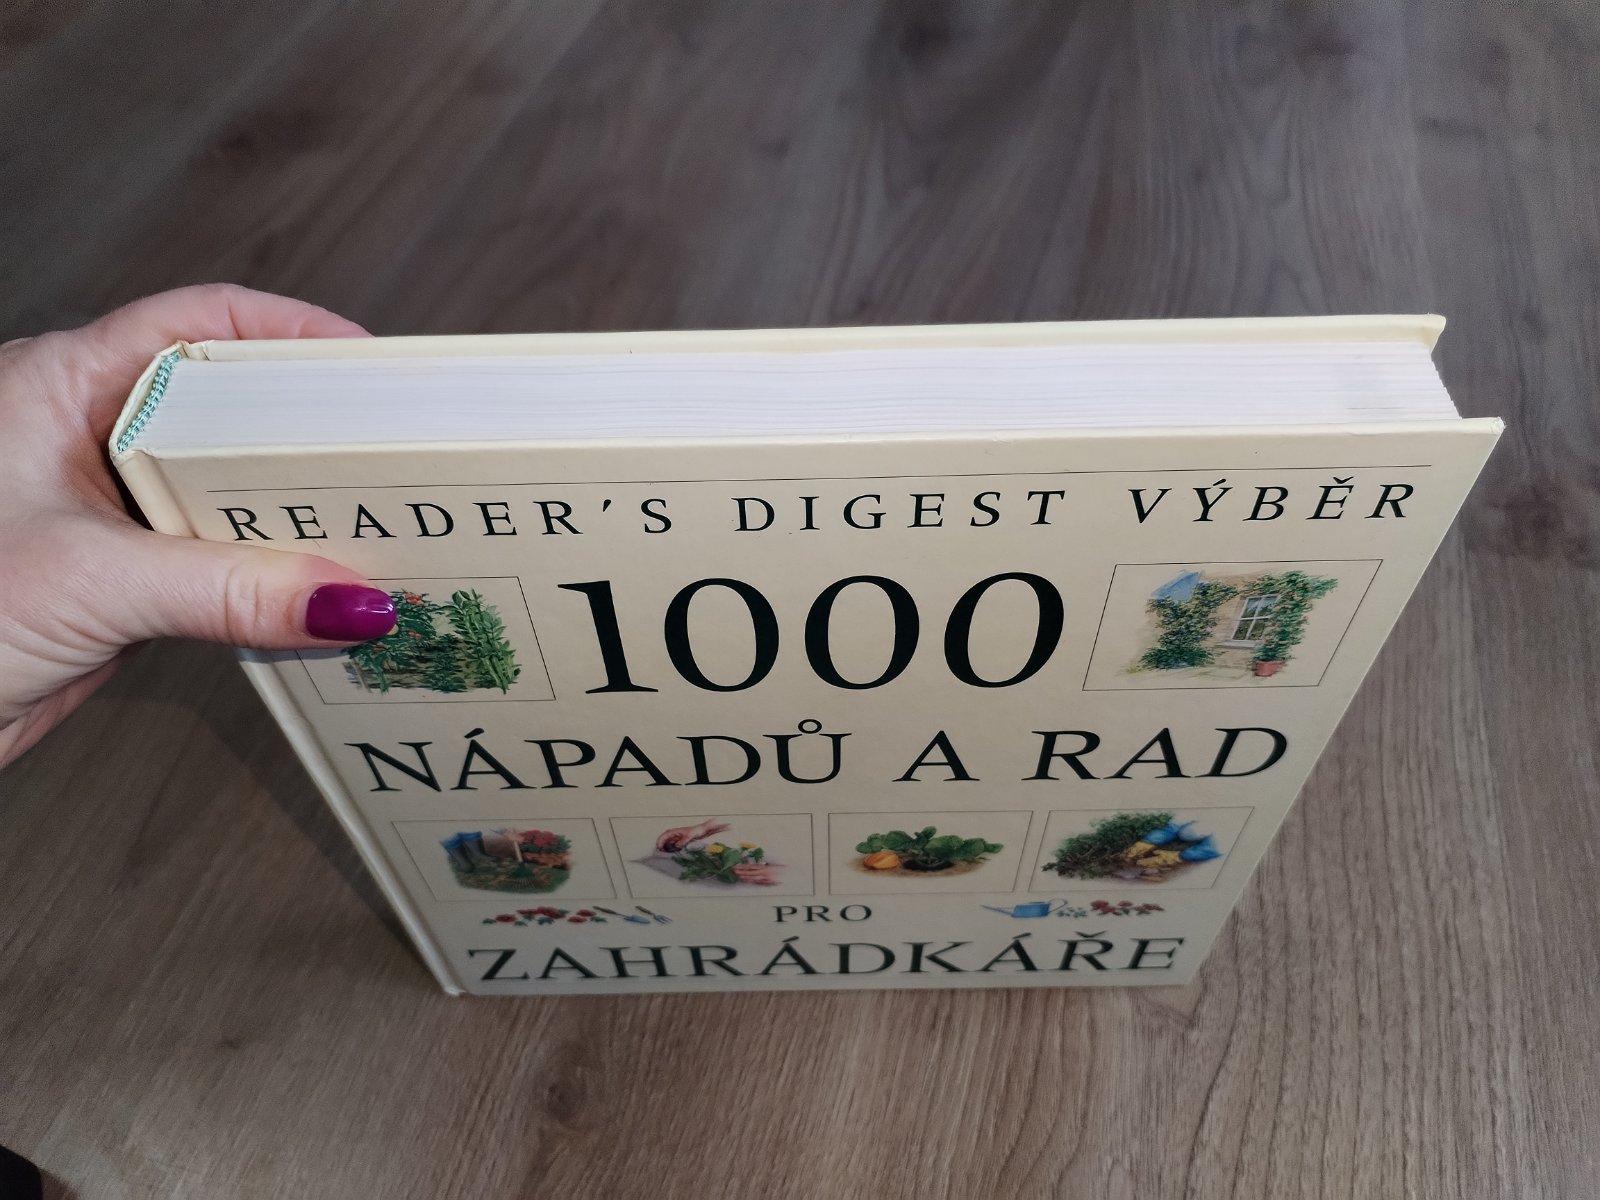 READER'S DIGEST VÝBĚR
1000
NÁPADŮ A RAD
PRO
ZAHRÁDKÁŘE